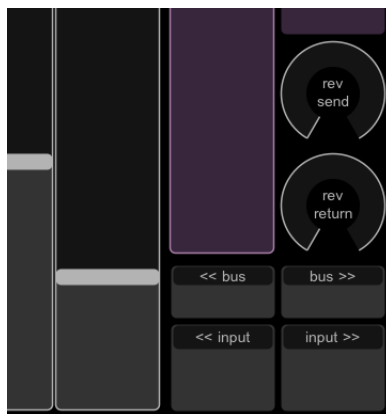 rev
send
rev
return
<< bus
bus >>
<< input
input >>